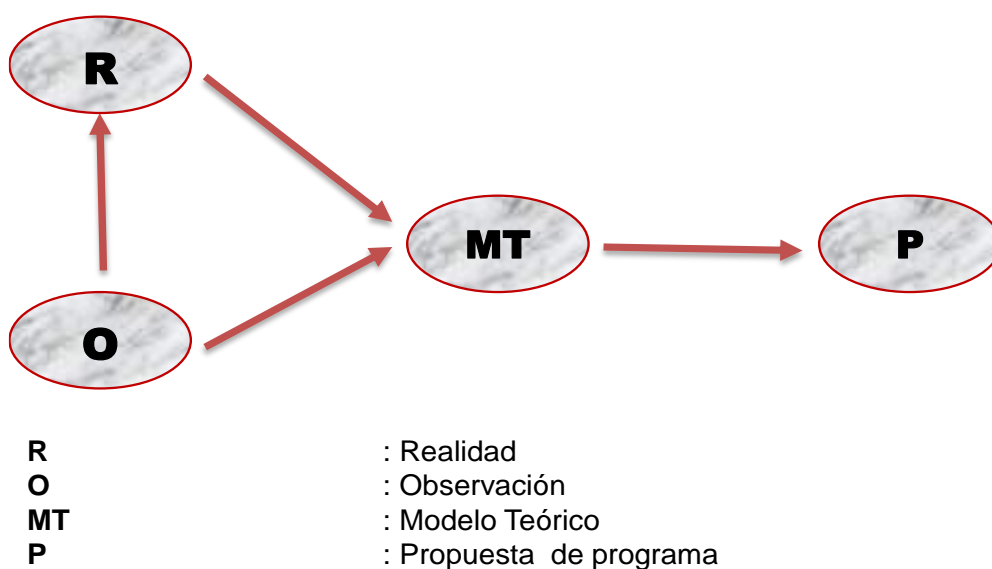 R
MT
P
O
R : Realidad
O : Observación
MT : Modelo Teórico
P : Propuesta de programa